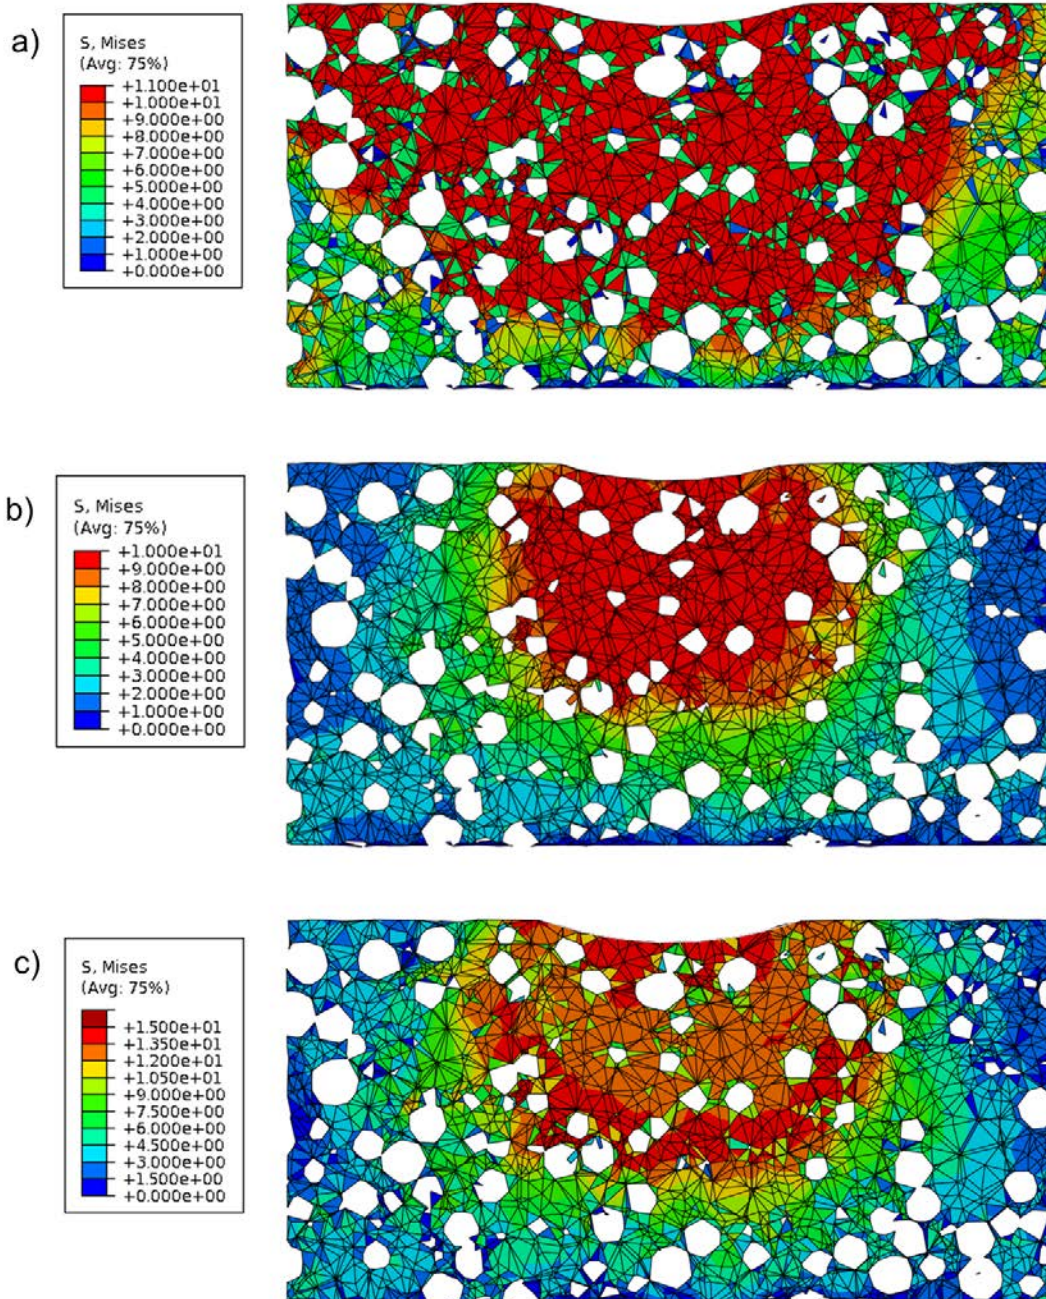 a)
S, Mises
(Avg: 75%)
+1.100e+01
+1.000e+01
+9.000e+00
+8.000e+00
+7.000e+00
+6.000e+00
+5.000e+00
+4.000e+00
+3.000e+00
+2.000e+00
+1.000e+00
+0.000e+00
b)
S, Mises
(Avg: 75%)
+1.000e+01
+9.000e+00
+8.000e+00
+7.000e+00
+6.000e+00
+5.000e+00
+4.000e+00
+3.000e+00
+2.000e+00
+1.000e+00
+0.000e+00
c)
S, Mises
(Avg: 75%)
+1.500e+01
+1.350e+01
+1.200e+01
+1.050e+01
+9.000e+00
+7.500e+00
+6.000e+00
+4.500e+00
+3.000e+00
+1.500e+00
+0.000e+00